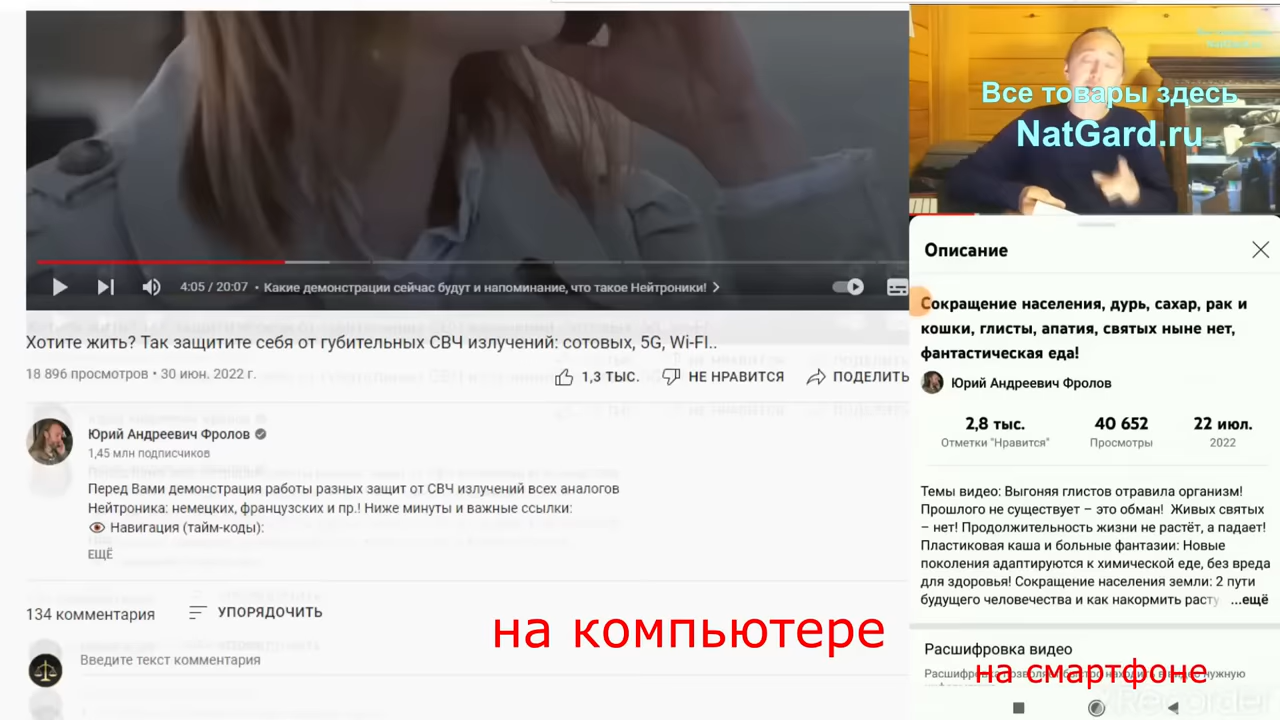 4:05 / 20:07 • Какие демонстрации сейчас будут и напоминание, что такое Нейтроники!
Хотите жить? Так защитите себя от губительных СВЧ излучений: сотовых, 5G, Wi-FI..
18 896 просмотров • 30 июн. 2022 г.
1,3 ТЫС. НЕ НРАВИТСЯ ПОДЕЛИТЬ
Юрий Андреевич Фролов
1,45 млн подписчиков
Перед Вами демонстрация работы разных защит от СВЧ излучений всех аналогов
Нейтроника: немецких, французских и пр.! Ниже минуты и важные ссылки:
Навигация (тайм-коды):
ЕЩЁ
134 комментария УПОРЯДОЧИТЬ
Введите текст комментария
на компьютере
Все товары здесь
NatGard.ru
Описание
Сокращение населения, дурь, сахар, рак и
кошки, глисты, апатия, святых ныне нет,
фантастическая еда!
Юрий Андреевич Фролов
2,8 тыс. 40 652 22 июл.
Отметки "Нравится" Просмотры 2022
Темы видео: Выгоняя глистов отравила организм!
Прошлого не существует – это обман! Живых святых
– нет! Продолжительность жизни не растёт, а падает!
Пластиковая каша и больные фантазии: Новые
поколения адаптируются к химической еде, без вреда
для здоровья! Сокращение населения земли: 2 пути
будущего человечества и как накормить расту ...ещё
Расшифровка видео
на смартфоне